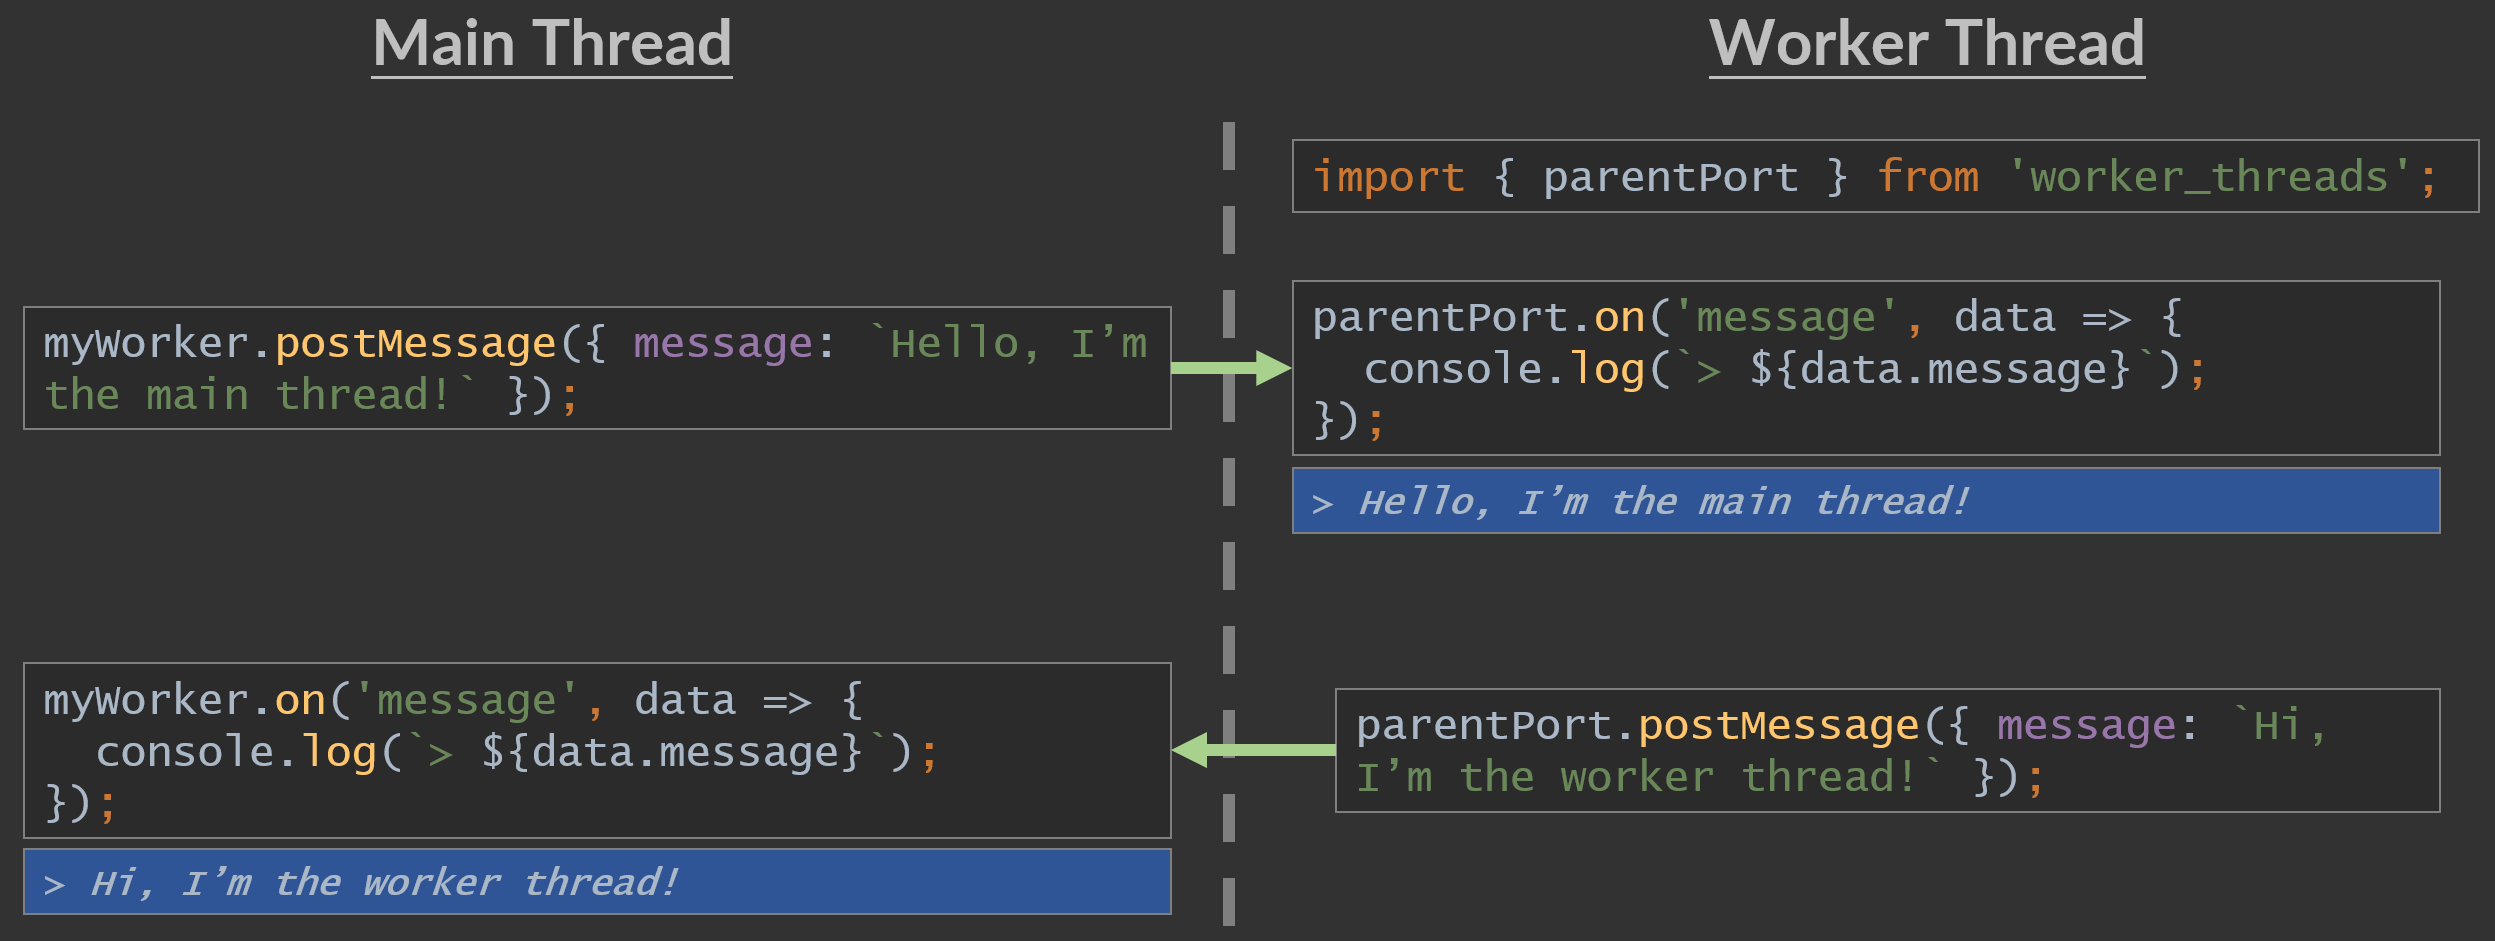 Main Thread
Worker Thread
import { parentPort } from 'worker_threads';
myWorker.postMessage({ message: `Hello, I’m
the main thread!` });
parentPort.on('message', data => {
  console.log(`> ${data.message}`);
});
> Hello, I’m the main thread!
myWorker.on('message', data => {
  console.log(`> ${data.message}`);
});
> Hi, I’m the worker thread!
parentPort.postMessage({ message: `Hi,
I’m the worker thread!` });